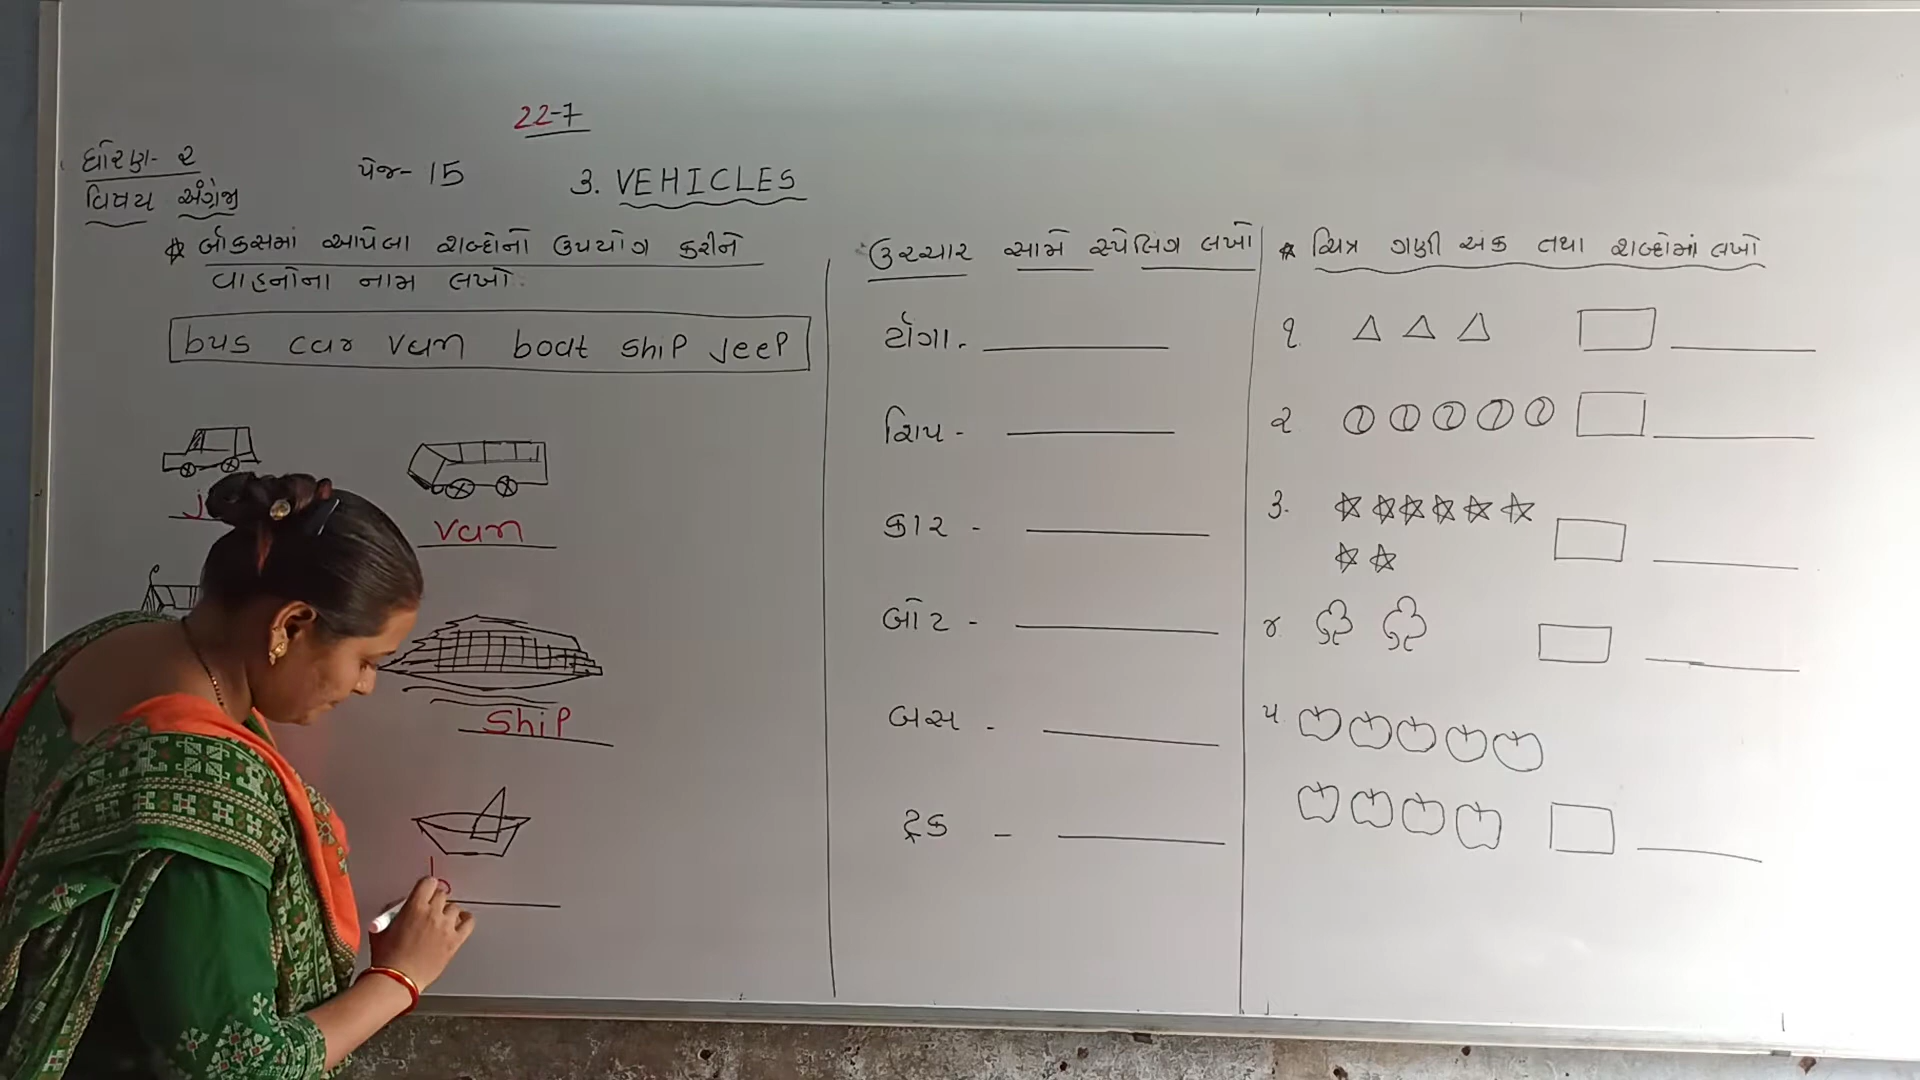 22-7
ધોરણ- ૨
વિષય અંગ્રેજી
પેજ- 15
૩. VEHICLES
બોક્સમાં આપેલા શબ્દોનો ઉપયોગ કરીને
વાહનોના નામ લખો.
bus car van boat ship jeep
van
ship
b
ઉચ્ચાર સામે સ્પેલિંગ લખો
ટાંગા.
શિપ -
કાર -
બોટ -
બસ -
ટ્રક -
ચિત્ર ગણી અંક તથા શબ્દોમાં લખો
૧.
૨
૩.
૪
૫.